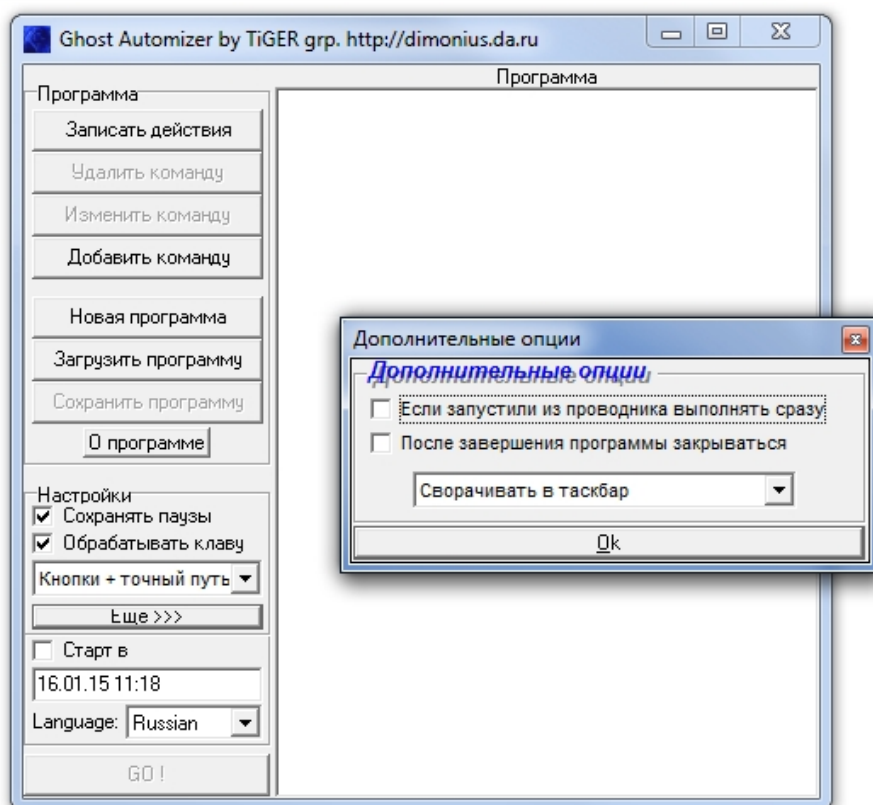 Ghost Automizer by TiGER grp. http://dimonius.da.ru
Программа
Записать действия
Удалить команду
Изменить команду
Добавить команду
Новая программа
Загрузить программу
Сохранить программу
О программе
Настройки
Сохранять паузы
Обрабатывать клаву
Кнопки + точный путь
Еще >>>
Старт в
16.01.15 11:18
Language: Russian
GO !
Программа
Дополнительные опции
Дополнительные опции
Если запустили из проводника выполнять сразу
После завершения программы закрываться
Сворачивать в таскбар
Ok